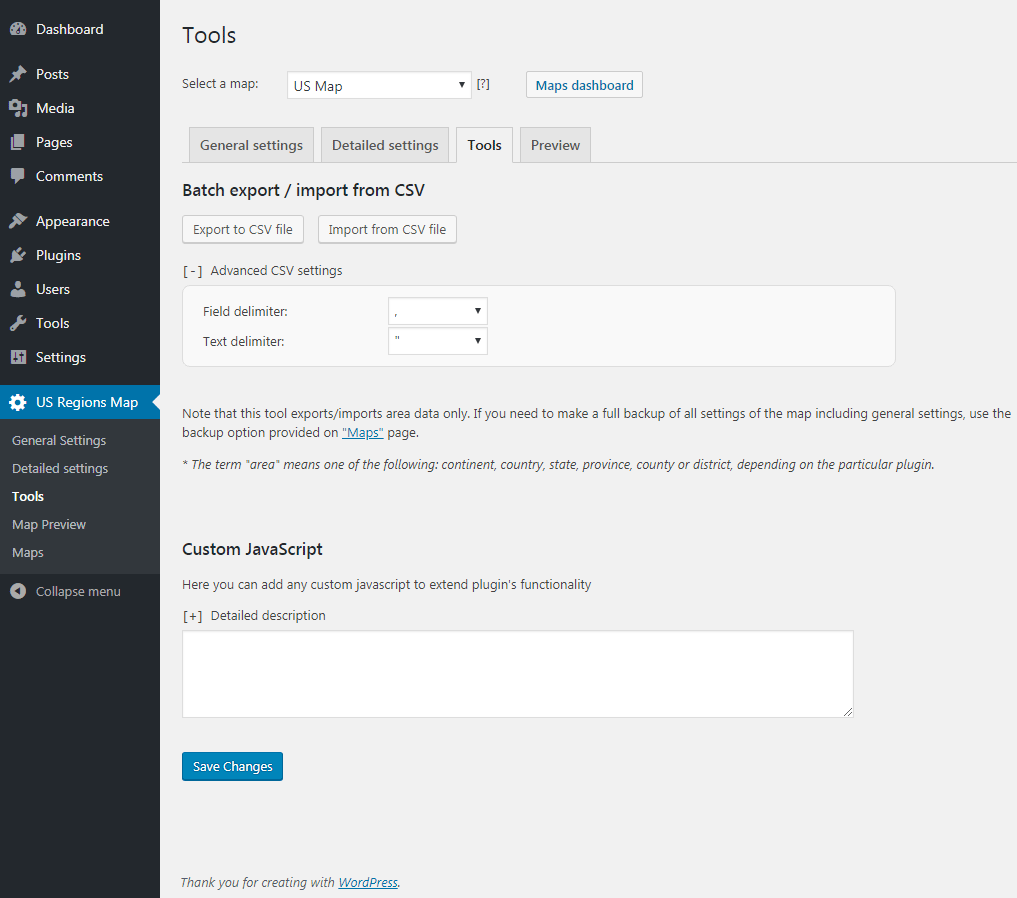 Dashboard
Posts
Media
Pages
Comments
Appearance
Plugins
Users
Tools
Settings
US Regions Map
General Settings
Detailed settings
Tools
Map Preview
Maps
Collapse menu
Tools
Select a map: US Map [?] Maps dashboard
General settings Detailed settings Tools Preview
Batch export / import from CSV
Export to CSV file Import from CSV file
[-] Advanced CSV settings
Field delimiter: ,
Text delimiter: "
Note that this tool exports/imports area data only. If you need to make a full backup of all settings of the map including general settings, use the
backup option provided on "Maps" page.
* The term "area" means one of the following: continent, country, state, province, county or district, depending on the particular plugin.
Custom JavaScript
Here you can add any custom javascript to extend plugin's functionality
[+] Detailed description
Save Changes
Thank you for creating with WordPress.